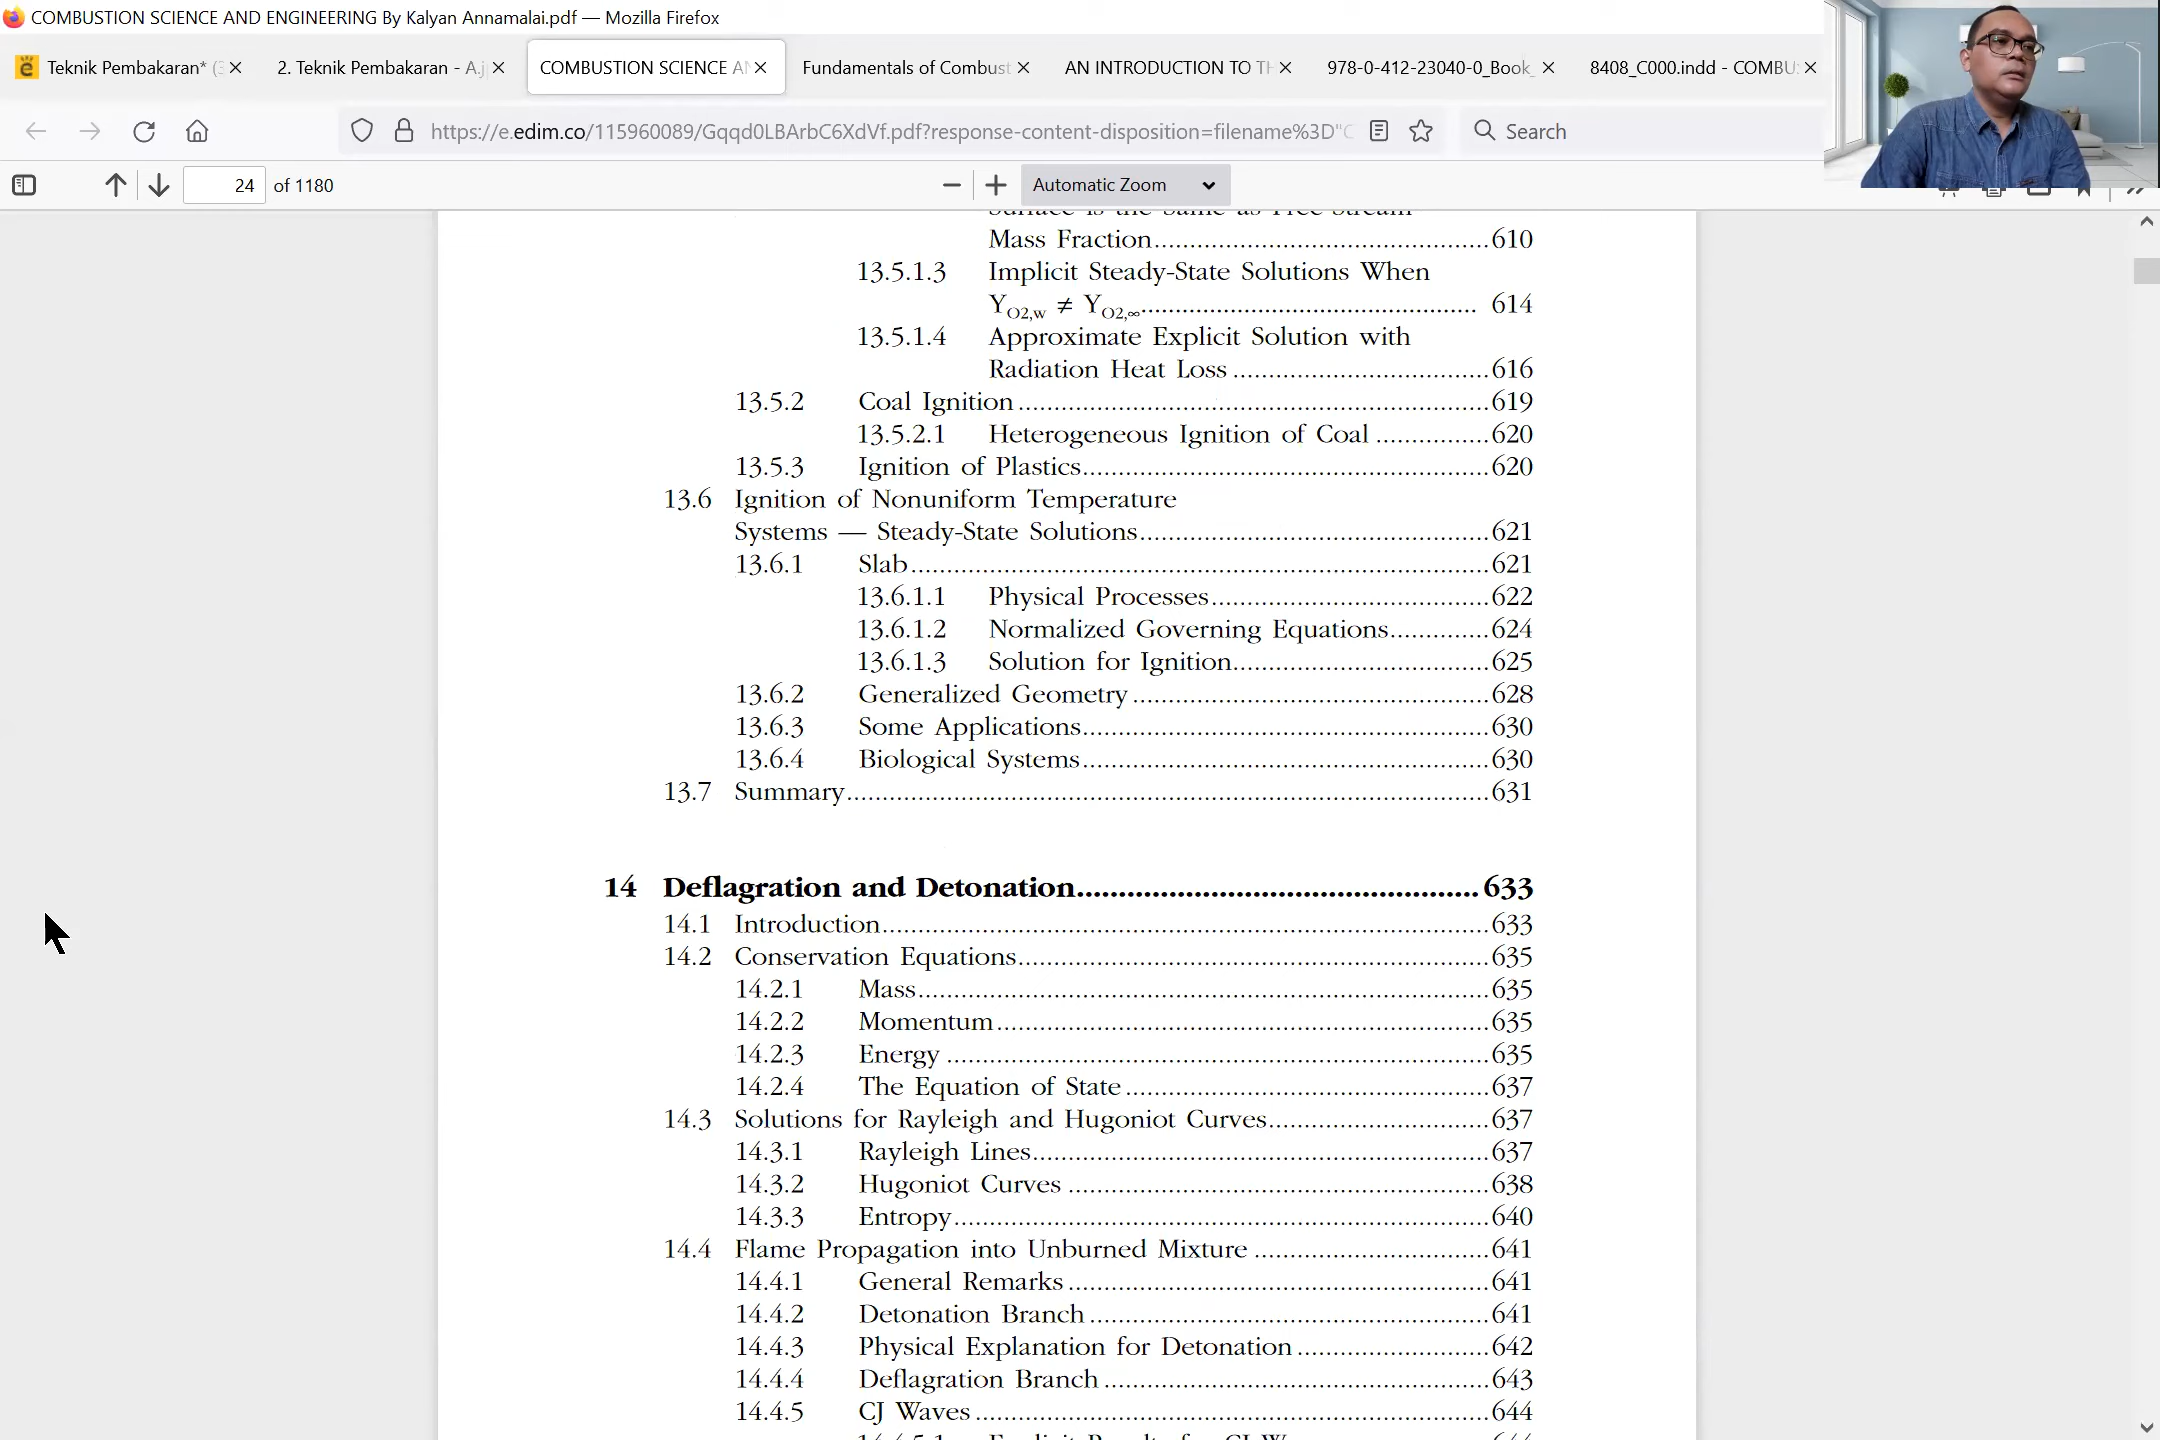 COMBUSTION SCIENCE AND ENGINEERING By Kalyan Annamalai.pdf — Mozilla Firefox
Teknik Pembakaran* (
2. Teknik Pembakaran - A.j
COMBUSTION SCIENCE A
Fundamentals of Combust
AN INTRODUCTION TO TH
978-0-412-23040-0_Book_
8408_C000.indd - COMBU
https://e.edim.co/115960089/Gqqd0LBArbC6XdVf.pdf?response-content-disposition=filename%3D"C
Search
24 of 1180
Automatic Zoom
Surface is the Same as Free Stream
Mass Fraction..................................................610
13.5.1.3 Implicit Steady-State Solutions When
Y_O2,w ≠ Y_O2,∞.................................................. 614
13.5.1.4 Approximate Explicit Solution with
Radiation Heat Loss ......................................616
13.5.2 Coal Ignition ......................................................................619
13.5.2.1 Heterogeneous Ignition of Coal .................620
13.5.3 Ignition of Plastics.............................................................620
13.6 Ignition of Nonuniform Temperature
Systems — Steady-State Solutions....................................................621
13.6.1 Slab.......................................................................................621
13.6.1.1 Physical Processes..........................................622
13.6.1.2 Normalized Governing Equations...............624
13.6.1.3 Solution for Ignition.......................................625
13.6.2 Generalized Geometry ......................................................628
13.6.3 Some Applications.............................................................630
13.6.4 Biological Systems.............................................................630
13.7 Summary..................................................................................................631
14 Deflagration and Detonation................................................633
14.1 Introduction.............................................................................................633
14.2 Conservation Equations.......................................................................635
14.2.1 Mass......................................................................................635
14.2.2 Momentum..........................................................................635
14.2.3 Energy ..................................................................................635
14.2.4 The Equation of State .......................................................637
14.3 Solutions for Rayleigh and Hugoniot Curves.................................637
14.3.1 Rayleigh Lines.....................................................................637
14.3.2 Hugoniot Curves ................................................................638
14.3.3 Entropy.................................................................................640
14.4 Flame Propagation into Unburned Mixture ...................................641
14.4.1 General Remarks ................................................................641
14.4.2 Detonation Branch .............................................................641
14.4.3 Physical Explanation for Detonation .............................642
14.4.4 Deflagration Branch ...........................................................643
14.4.5 CJ Waves ..............................................................................644